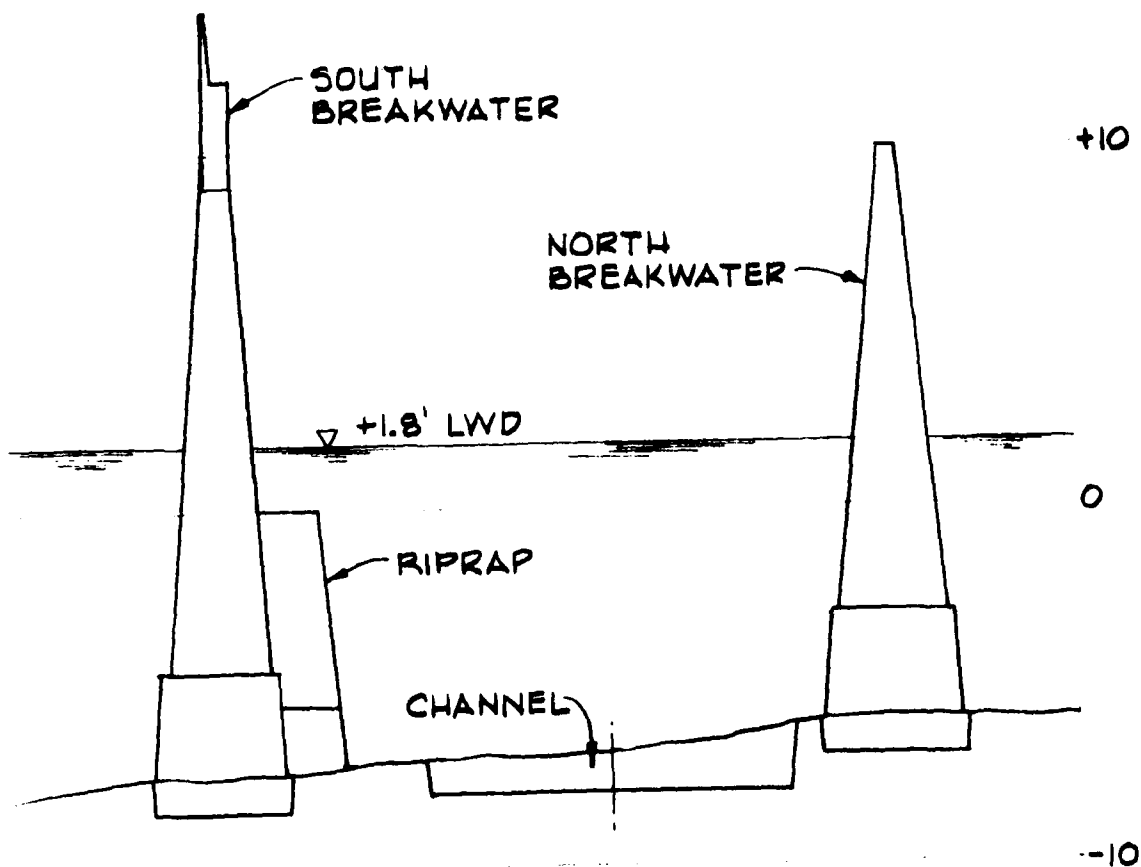 SOUTH
BREAKWATER
+10
NORTH
BREAKWATER
+1.8' LWD
0
RIPRAP
CHANNEL
-10